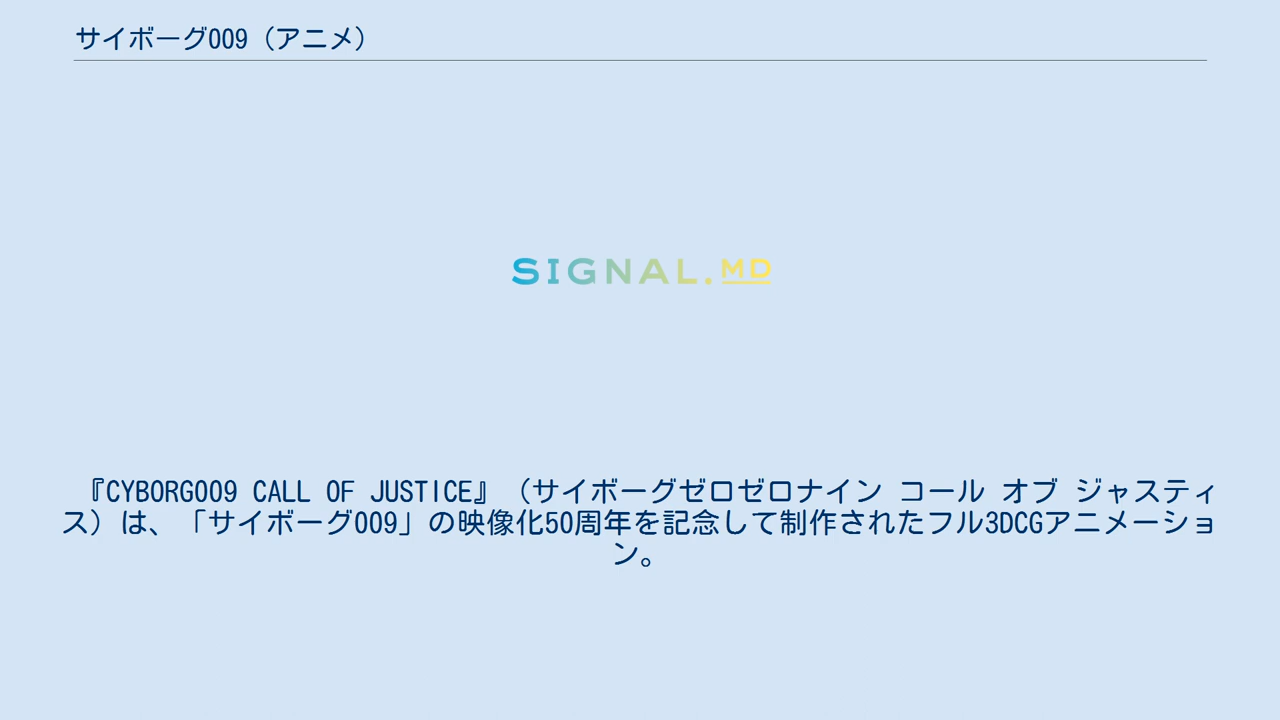 サイボーグ009（アニメ）
SIGNAL.MD
『CYBORG009 CALL OF JUSTICE』（サイボーグゼロゼロナイン コール オブ ジャスティ
ス）は、「サイボーグ009」の映像化50周年を記念して制作されたフル3DCGアニメーショ
ン。